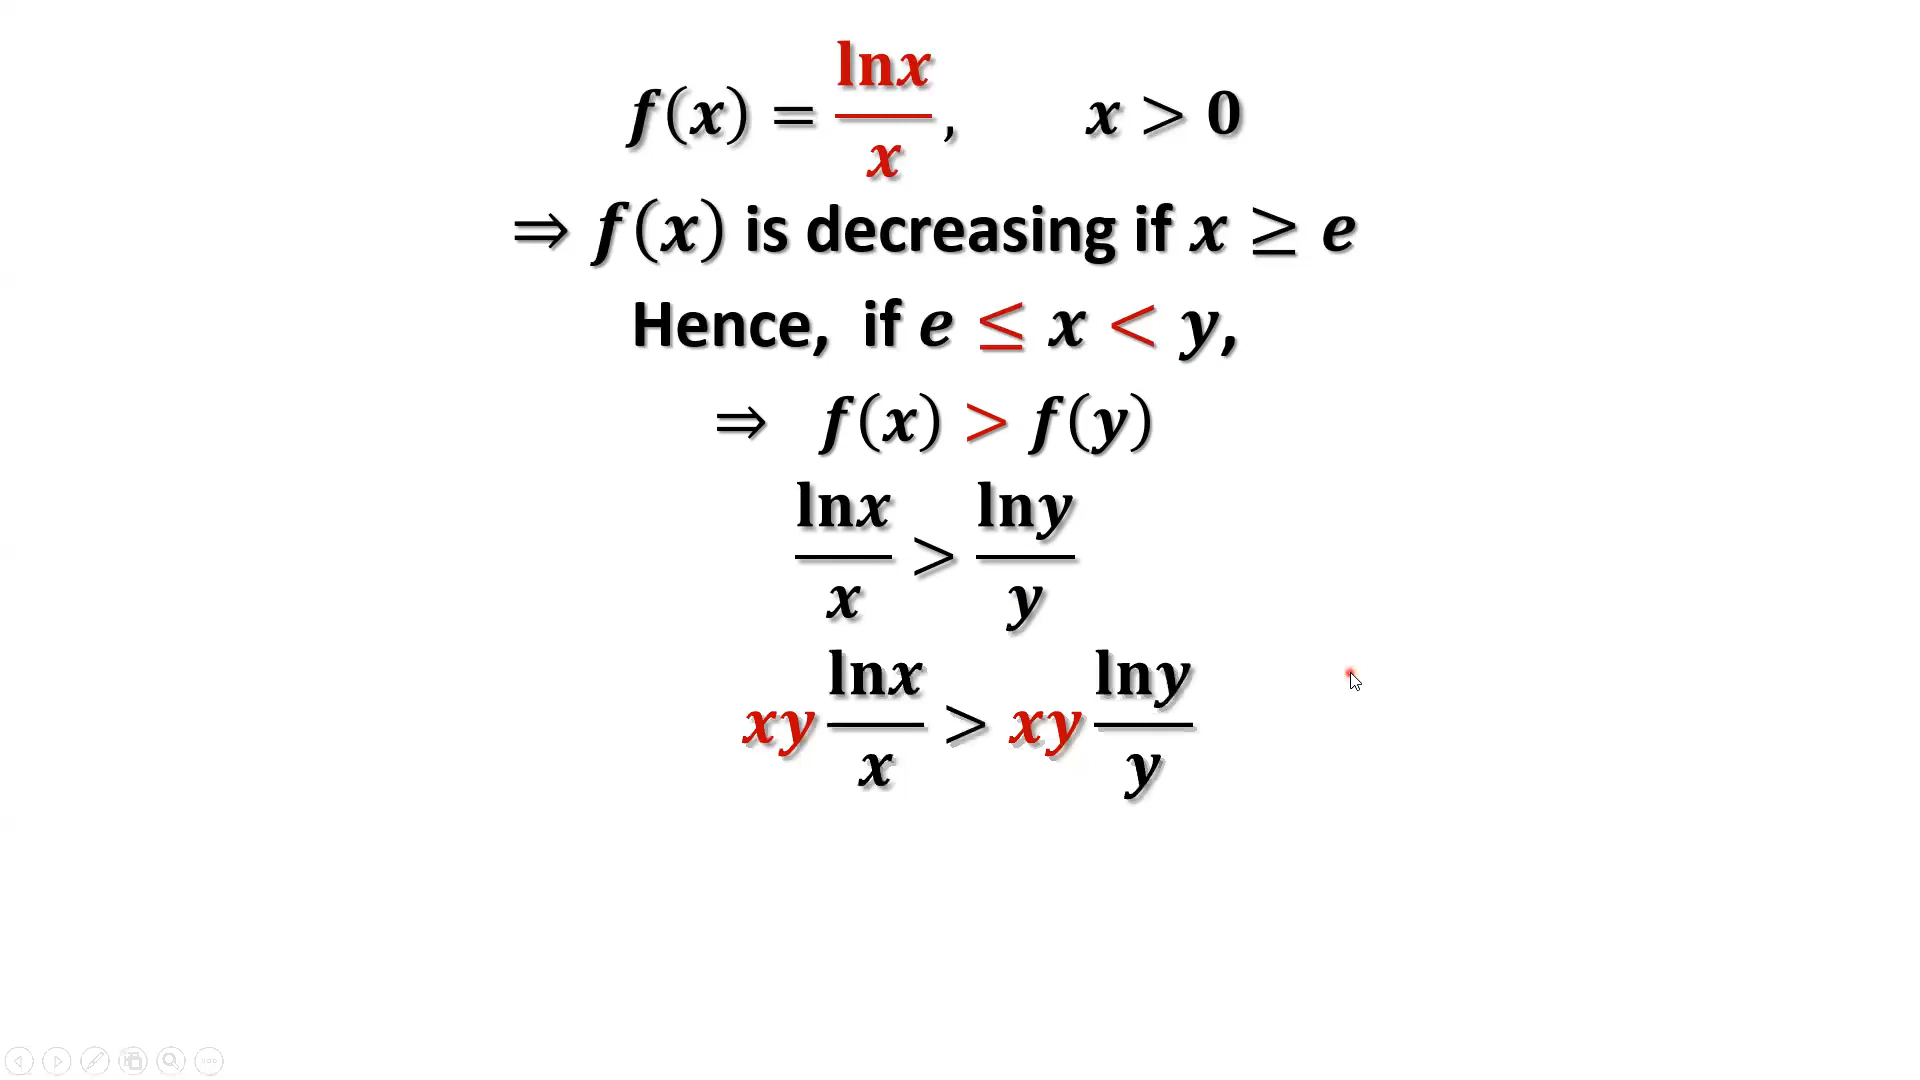 f(x) = lnx/x , x > 0
⇒ f(x) is decreasing if x ≥ e
Hence, if e ≤ x < y,
⇒ f(x) > f(y)
lnx/x > lny/y
xy lnx/x > xy lny/y